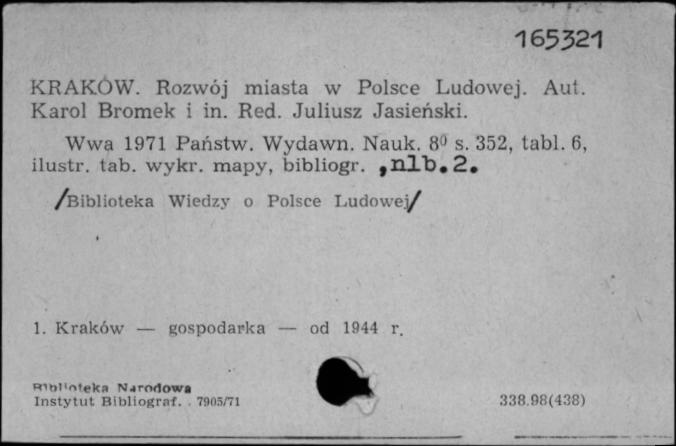 165321
KRAKÓW. Rozwój miasta w Polsce Ludowej. Aut.
Karol Bromek i in. Red. Juliusz Jasieński.
Wwa 1971 Państw. Wydawn. Nauk. 8⁰ s. 352, tabl. 6,
ilustr. tab. wykr. mapy, bibliogr. ,nlb.2.
/Biblioteka Wiedzy o Polsce Ludowej/
1. Kraków — gospodarka — od 1944 r.
Biblioteka Narodowa
Instytut Bibliograf. . 7905/71
338.98(438)